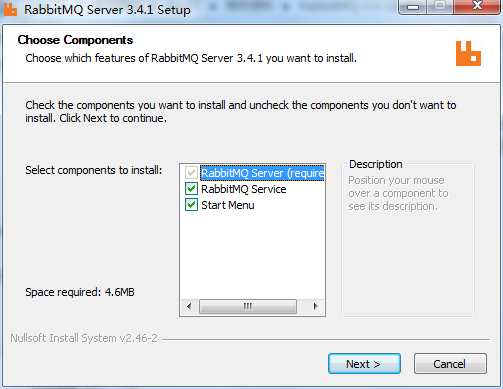 RabbitMQ Server 3.4.1 Setup
Choose Components
Choose which features of RabbitMQ Server 3.4.1 you want to install.
Check the components you want to install and uncheck the components you don't want to
install. Click Next to continue.
Select components to install:
RabbitMQ Server (require
RabbitMQ Service
Start Menu
Description
Position your mouse
over a component to
see its description.
Space required: 4.6MB
Nullsoft Install System v2.46-2
Next >
Cancel